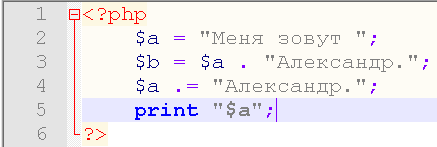 1 <?php
2 $a = "Меня зовут ";
3 $b = $a . "Александр.";
4 $a .= "Александр.";
5 print "$a";
6 ?>